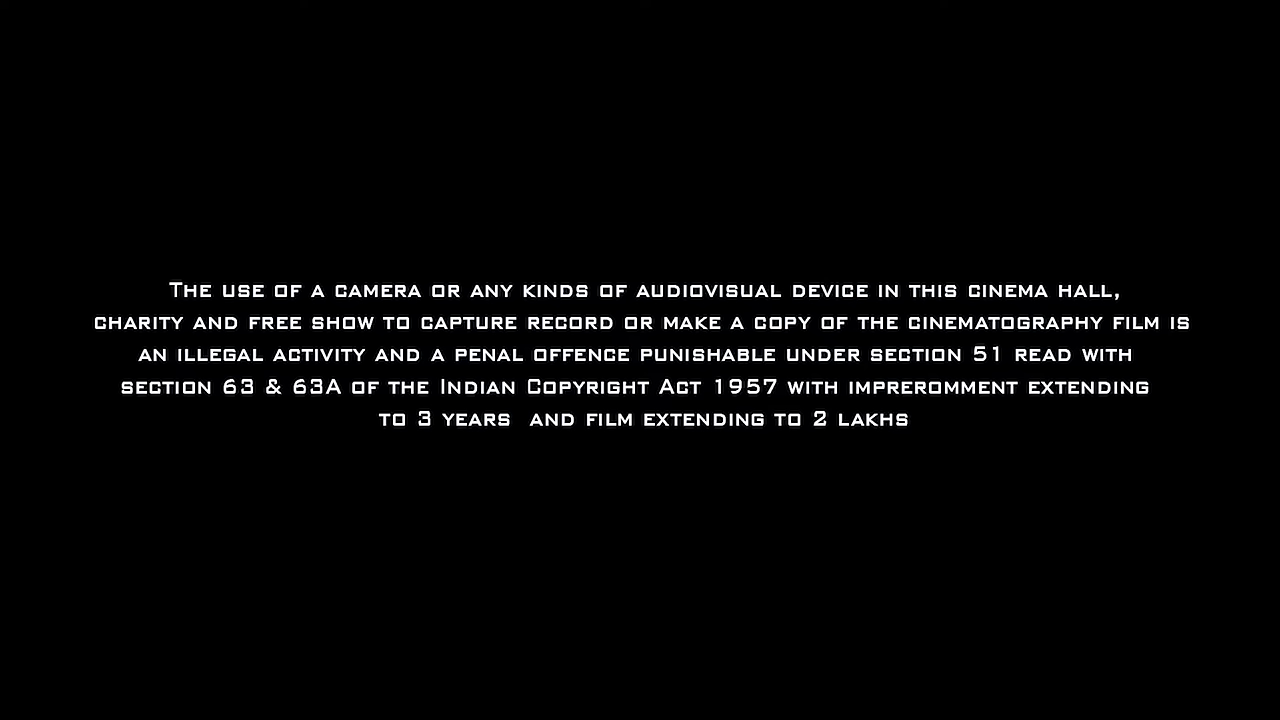 The use of a camera or any kinds of audiovisual device in this cinema hall,
charity and free show to capture record or make a copy of the cinematography film is
an illegal activity and a penal offence punishable under section 51 read with
section 63 & 63A of the Indian Copyright Act 1957 with impreromment extending
to 3 years and film extending to 2 lakhs